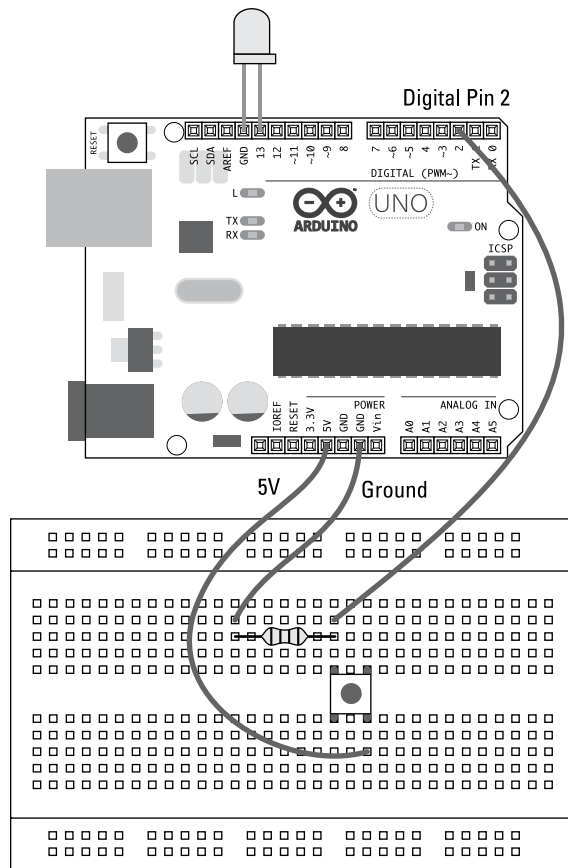 Digital Pin 2
RESET
SCL
SDA
AREF
GND
13
12
~11
~10
~9
8
7
~6
~5
4
~3
2
TX
RX 0
DIGITAL (PWM~)
L
TX
RX
ARDUINO
UNO
ON
ICSP
POWER
ANALOG IN
IOREF
RESET
3.3V
5V
GND
GND
Vin
A0
A1
A2
A3
A4
A5
5V
Ground